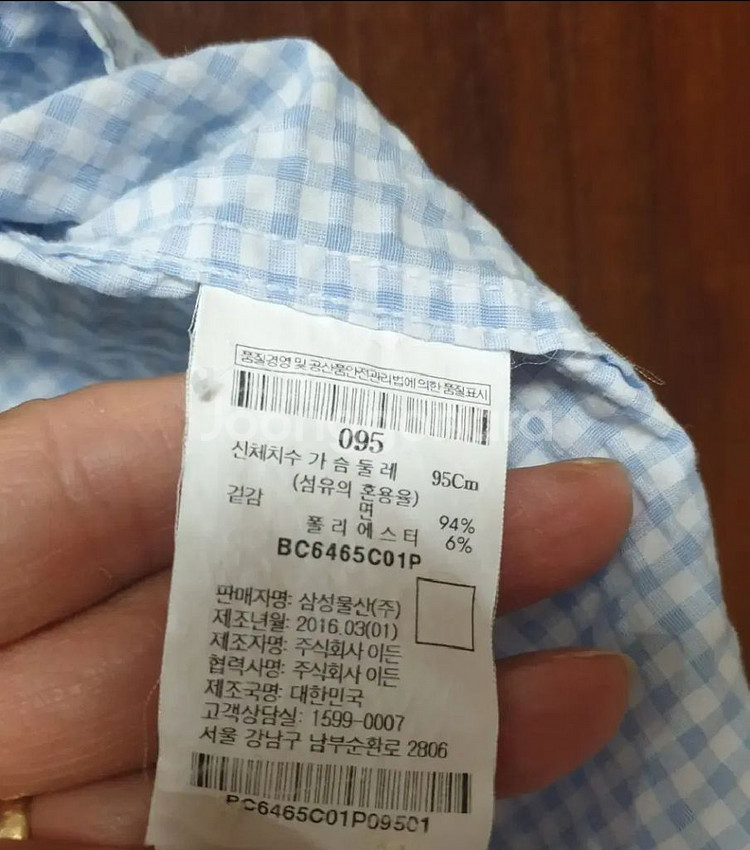 품질경영 및 공산품안전관리법에 의한 품질표시
095
신체치수 가 슴 둘 레 95Cm
(섬유의 혼용율)
겉감 면 94%
폴 리 에 스 터 6%
BC6465C01P
판매자명: 삼성물산(주)
제조년월: 2016.03(01)
제조자명: 주식회사 이든
협력사명: 주식회사 이든
제조국명: 대한민국
고객상담실: 1599-0007
서울 강남구 남부순환로 2806
BC6465C01P09501